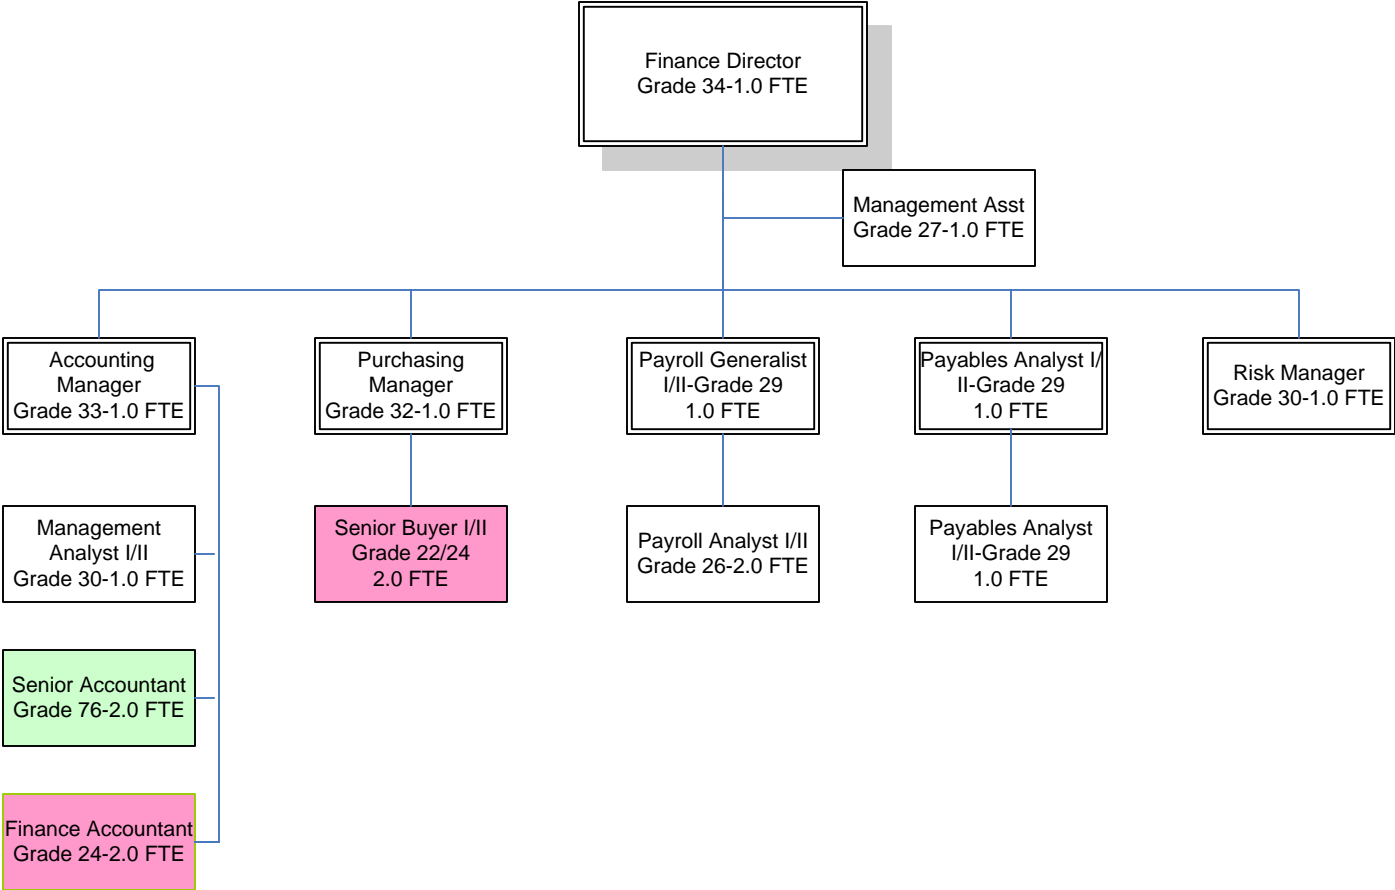 Finance Director
Grade 34-1.0 FTE
Management Asst
Grade 27-1.0 FTE
Accounting
Manager
Grade 33-1.0 FTE
Purchasing
Manager
Grade 32-1.0 FTE
Payroll Generalist
I/II-Grade 29
1.0 FTE
Payables Analyst I/
II-Grade 29
1.0 FTE
Risk Manager
Grade 30-1.0 FTE
Management
Analyst I/II
Grade 30-1.0 FTE
Senior Buyer I/II
Grade 22/24
2.0 FTE
Payroll Analyst I/II
Grade 26-2.0 FTE
Payables Analyst
I/II-Grade 29
1.0 FTE
Senior Accountant
Grade 76-2.0 FTE
Finance Accountant
Grade 24-2.0 FTE